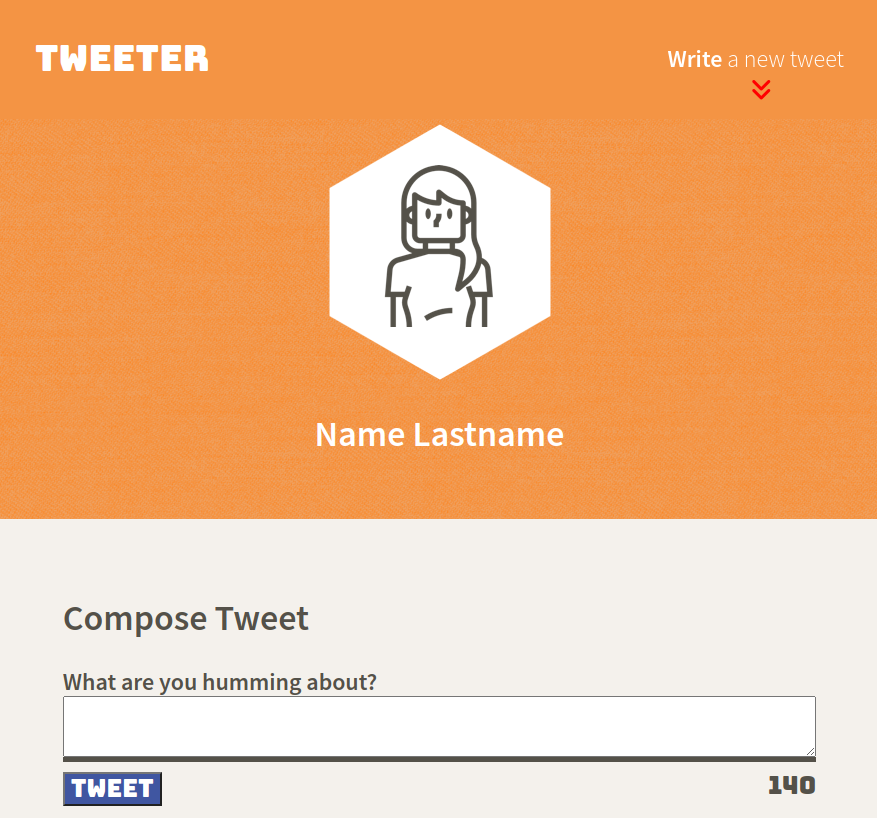 TWEETER
Write a new tweet
Name Lastname
Compose Tweet
What are you humming about?
TWEET
140